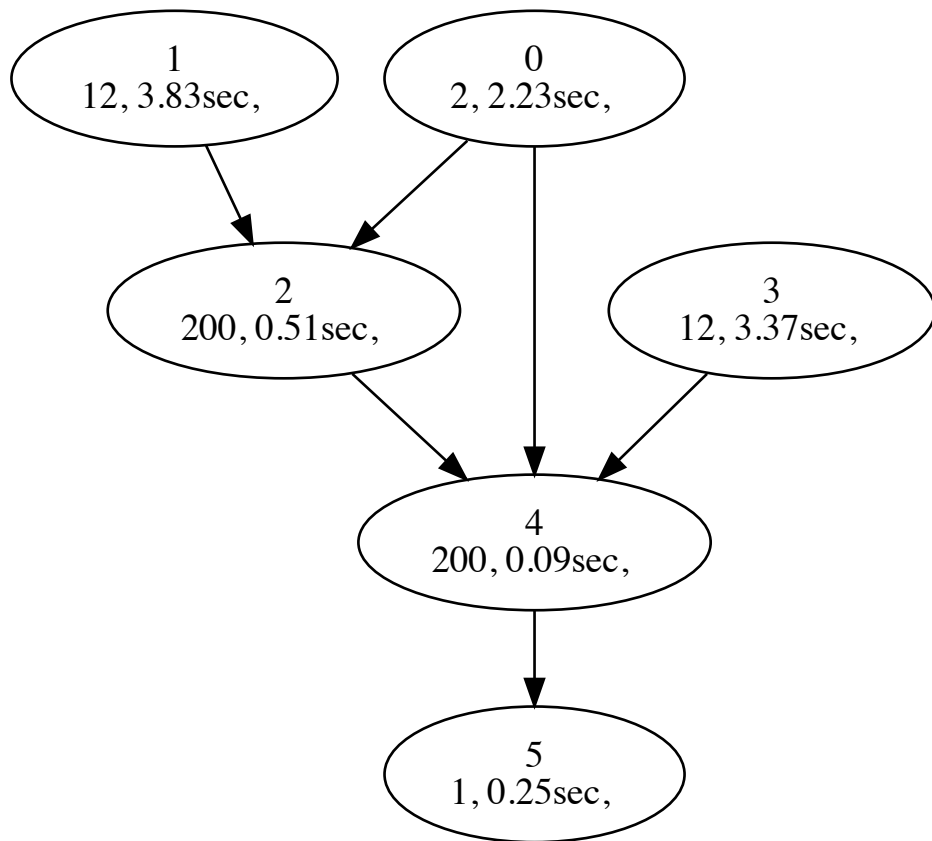 1
12, 3.83sec,
0
2, 2.23sec,
2
200, 0.51sec,
3
12, 3.37sec,
4
200, 0.09sec,
5
1, 0.25sec,